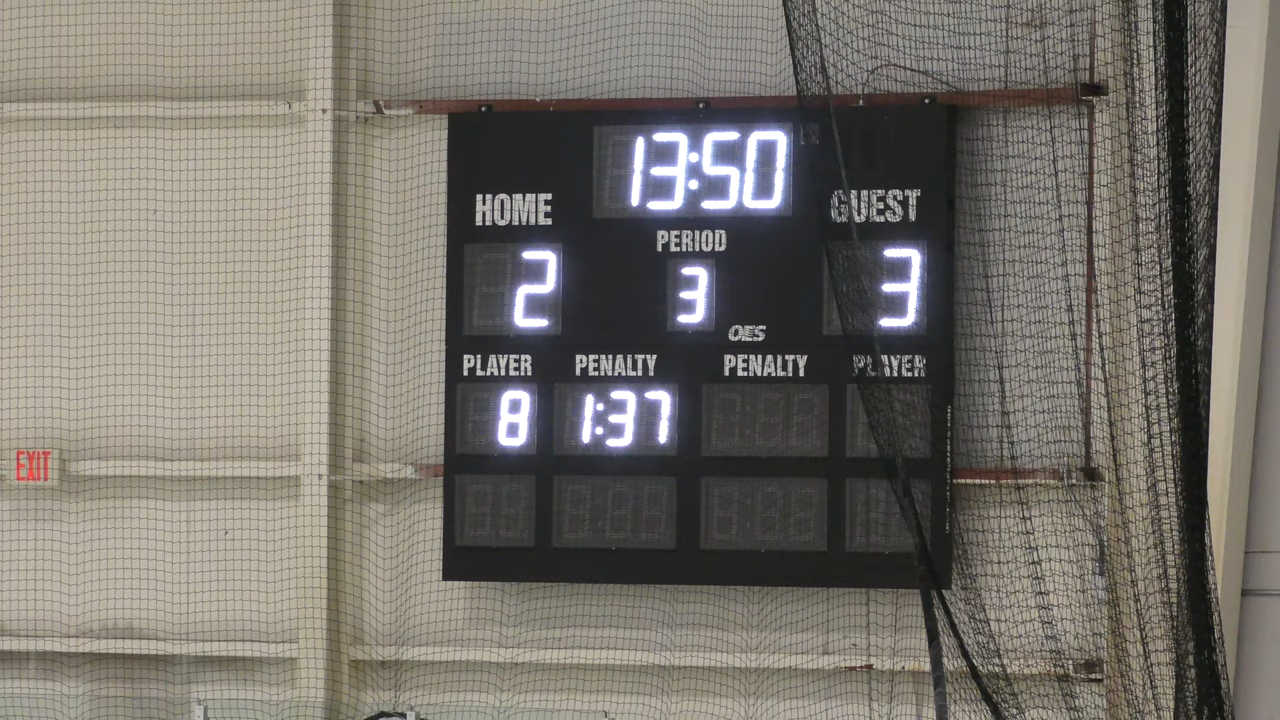 13:50
HOME
GUEST
PERIOD
2
3
3
OES
PLAYER
PENALTY
PENALTY
PLAYER
8
1:37
EXIT